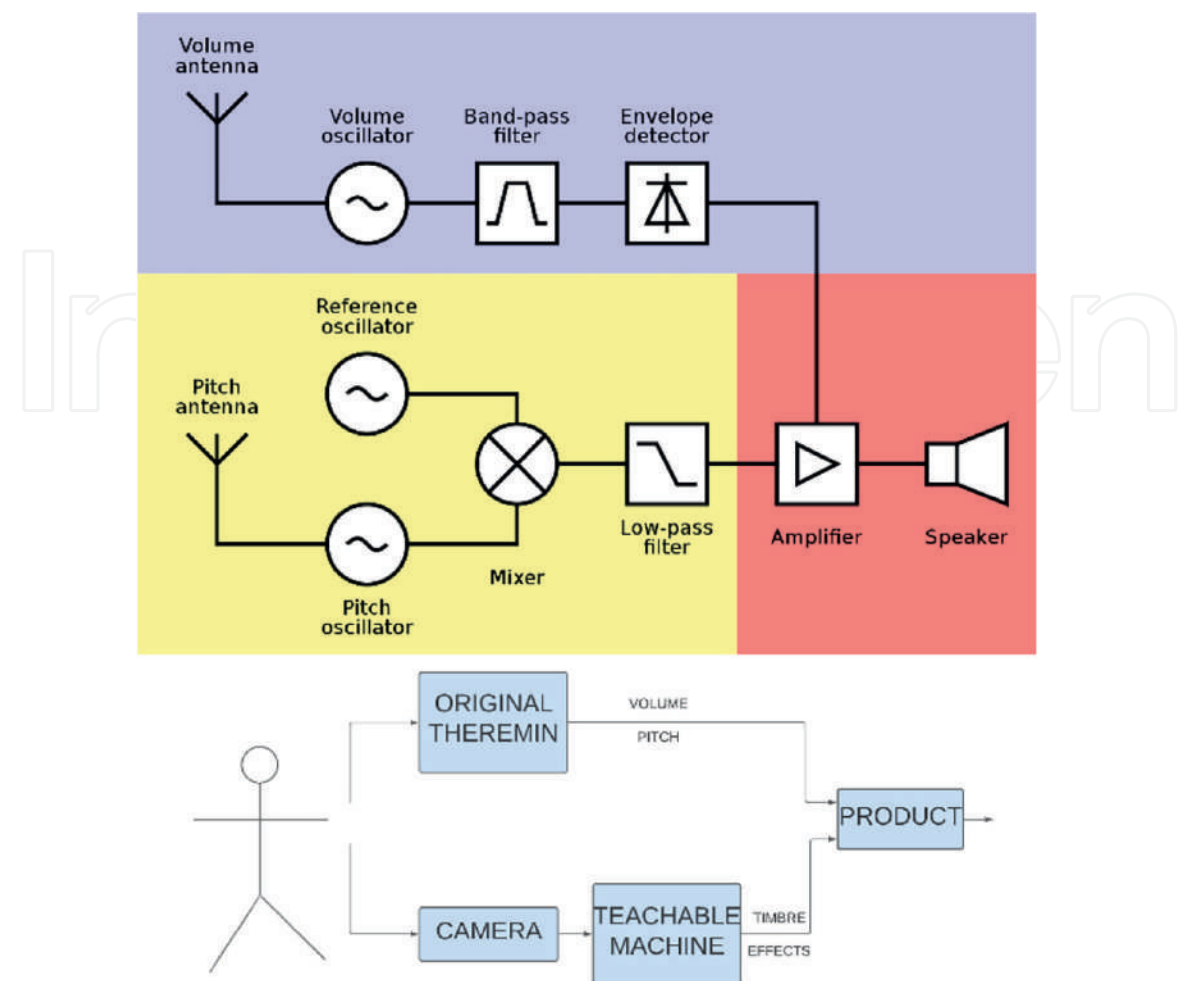 Volume
antenna
Volume
oscillator
Band-pass
filter
Envelope
detector
Reference
oscillator
Pitch
antenna
Low-pass
filter
Amplifier
Speaker
Mixer
Pitch
oscillator
ORIGINAL
THEREMIN
VOLUME
PITCH
PRODUCT
CAMERA
TEACHABLE
MACHINE
TIMBRE
EFFECTS